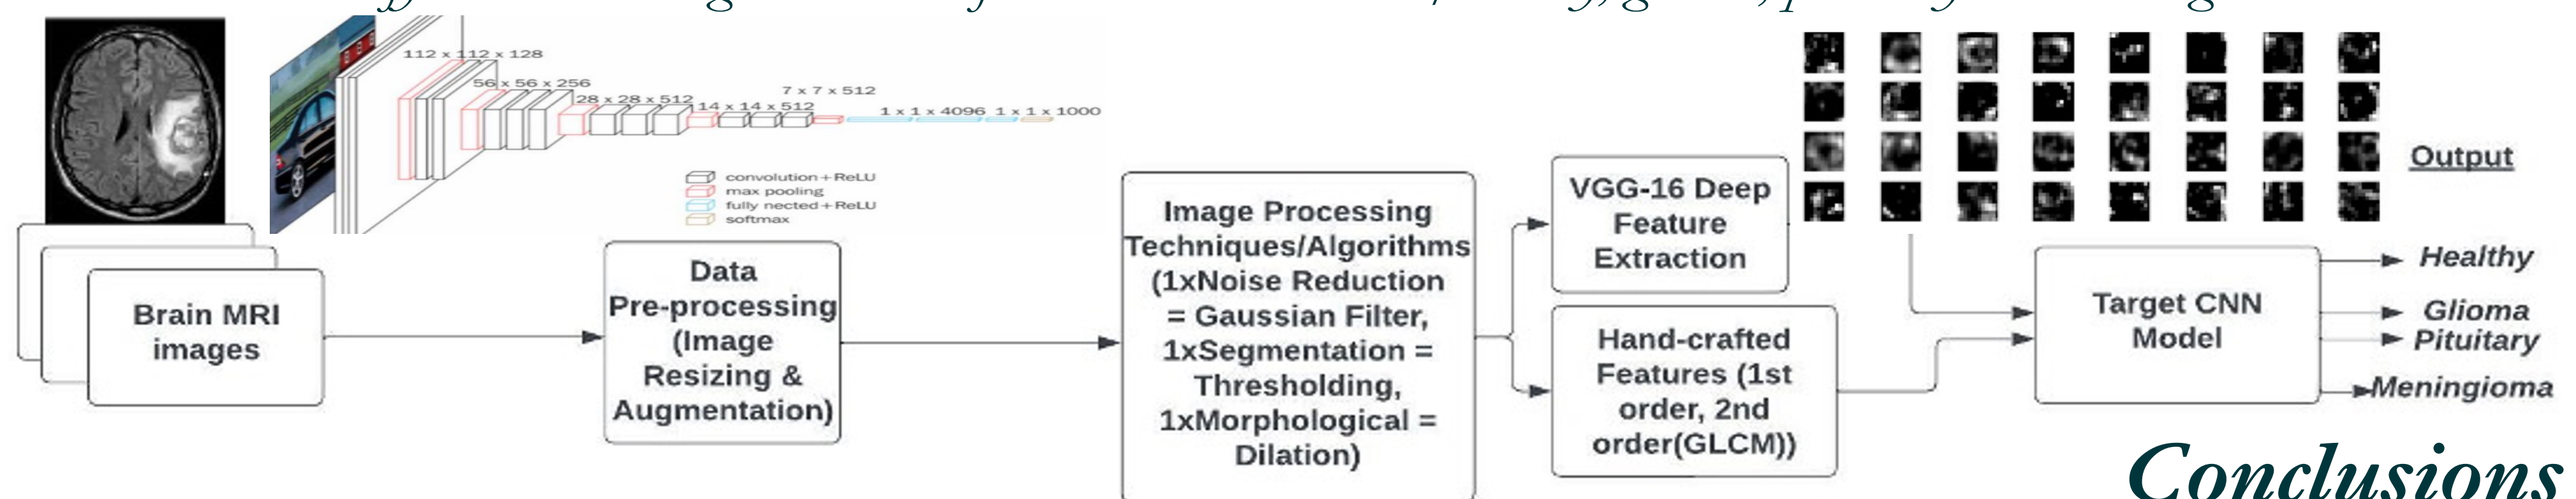 112 x 112 x 128
56 x 56 x 256
28 x 28 x 512
14 x 14 x 512
7 x 7 x 512
1 x 1 x 4096
1 x 1 x 1000
convolution+ReLU
max pooling
fully nected+ReLU
softmax
Brain MRI
images
Data
Pre-processing
(Image
Resizing &
Augmentation)
Image Processing
Techniques/Algorithms
(1xNoise Reduction
= Gaussian Filter,
1xSegmentation =
Thresholding,
1xMorphological =
Dilation)
VGG-16 Deep
Feature
Extraction
Hand-crafted
Features (1st
order, 2nd
order(GLCM))
Target CNN
Model
Output
Healthy
Glioma
Pituitary
Meningioma
Conclusions